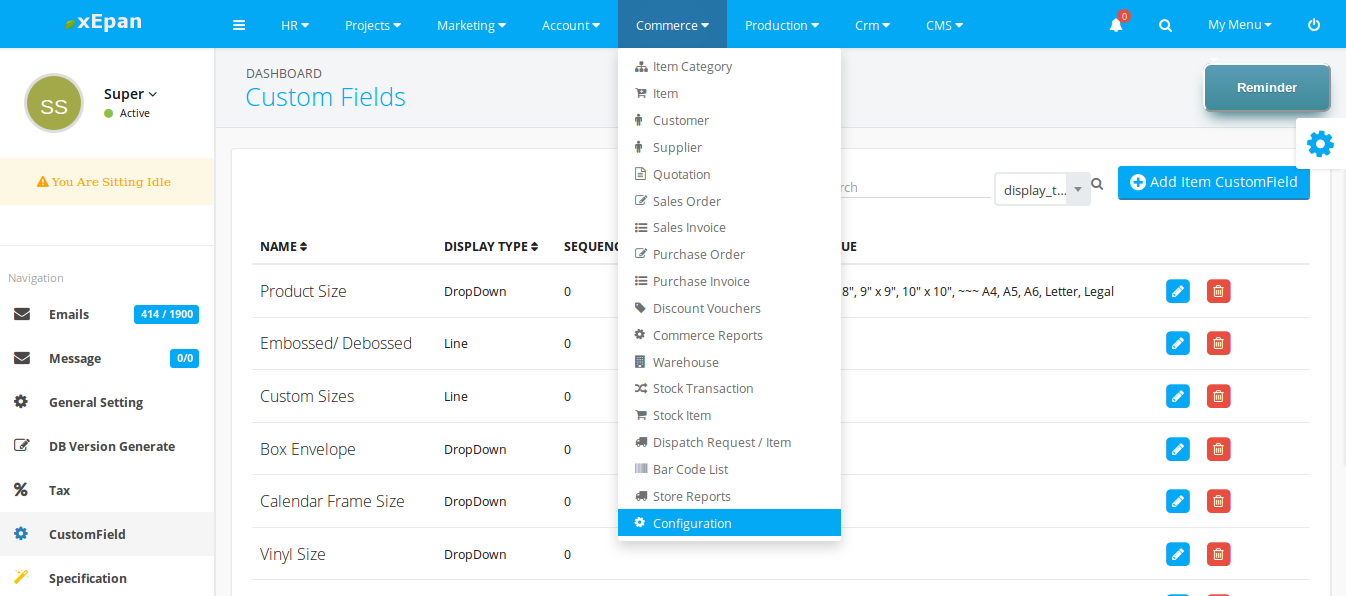 xEpan
HR
Projects
Marketing
Account
Commerce
Production
Crm
CMS
0
My Menu
SS
Super
Active
You Are Sitting Idle
Navigation
Emails 414 / 1900
Message 0/0
General Setting
DB Version Generate
Tax
CustomField
Specification
DASHBOARD
Custom Fields
Reminder
Item Category
Item
Customer
Supplier
Quotation
Sales Order
Sales Invoice
Purchase Order
Purchase Invoice
Discount Vouchers
Commerce Reports
Warehouse
Stock Transaction
Stock Item
Dispatch Request / Item
Bar Code List
Store Reports
Configuration
rch
display_t...
Add Item CustomField
NAME DISPLAY TYPE SEQUENC UE
Product Size DropDown 0 8", 9" x 9", 10" x 10", ~~~ A4, A5, A6, Letter, Legal
Embossed/ Debossed Line 0
Custom Sizes Line 0
Box Envelope DropDown 0
Calendar Frame Size DropDown 0
Vinyl Size DropDown 0